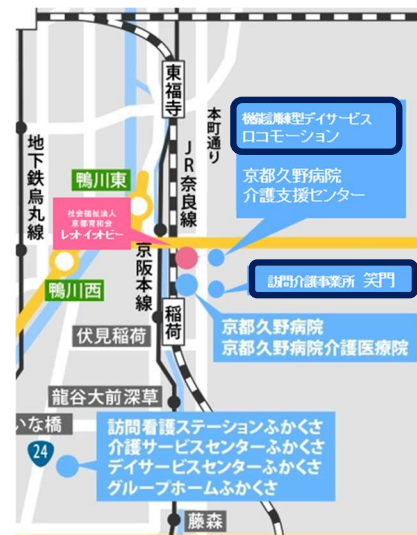 東福寺
本町通り
機能訓練型デイサービス
ロコモーション
地下鉄烏丸線
JR奈良線
鴨川東
京都久野病院
介護支援センター
社会福祉法人
京都育和会
レット・イット・ビー
京阪本線
鴨川西
訪問介護事業所 笑門
稲荷
伏見稲荷
京都久野病院
京都久野病院介護医療院
龍谷大前深草
いな橋
24
訪問看護ステーションふかくさ
介護サービスセンターふかくさ
デイサービスセンターふかくさ
グループホームふかくさ
藤森